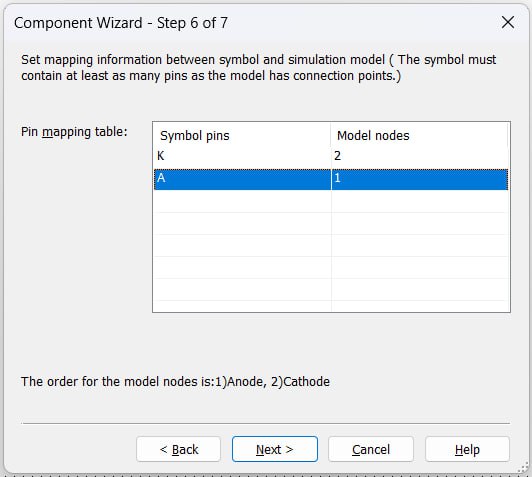 Component Wizard - Step 6 of 7
Set mapping information between symbol and simulation model ( The symbol must
contain at least as many pins as the model has connection points.)
Pin mapping table:
Symbol pins Model nodes
K 2
A 1
The order for the model nodes is:1)Anode, 2)Cathode
< Back Next > Cancel Help